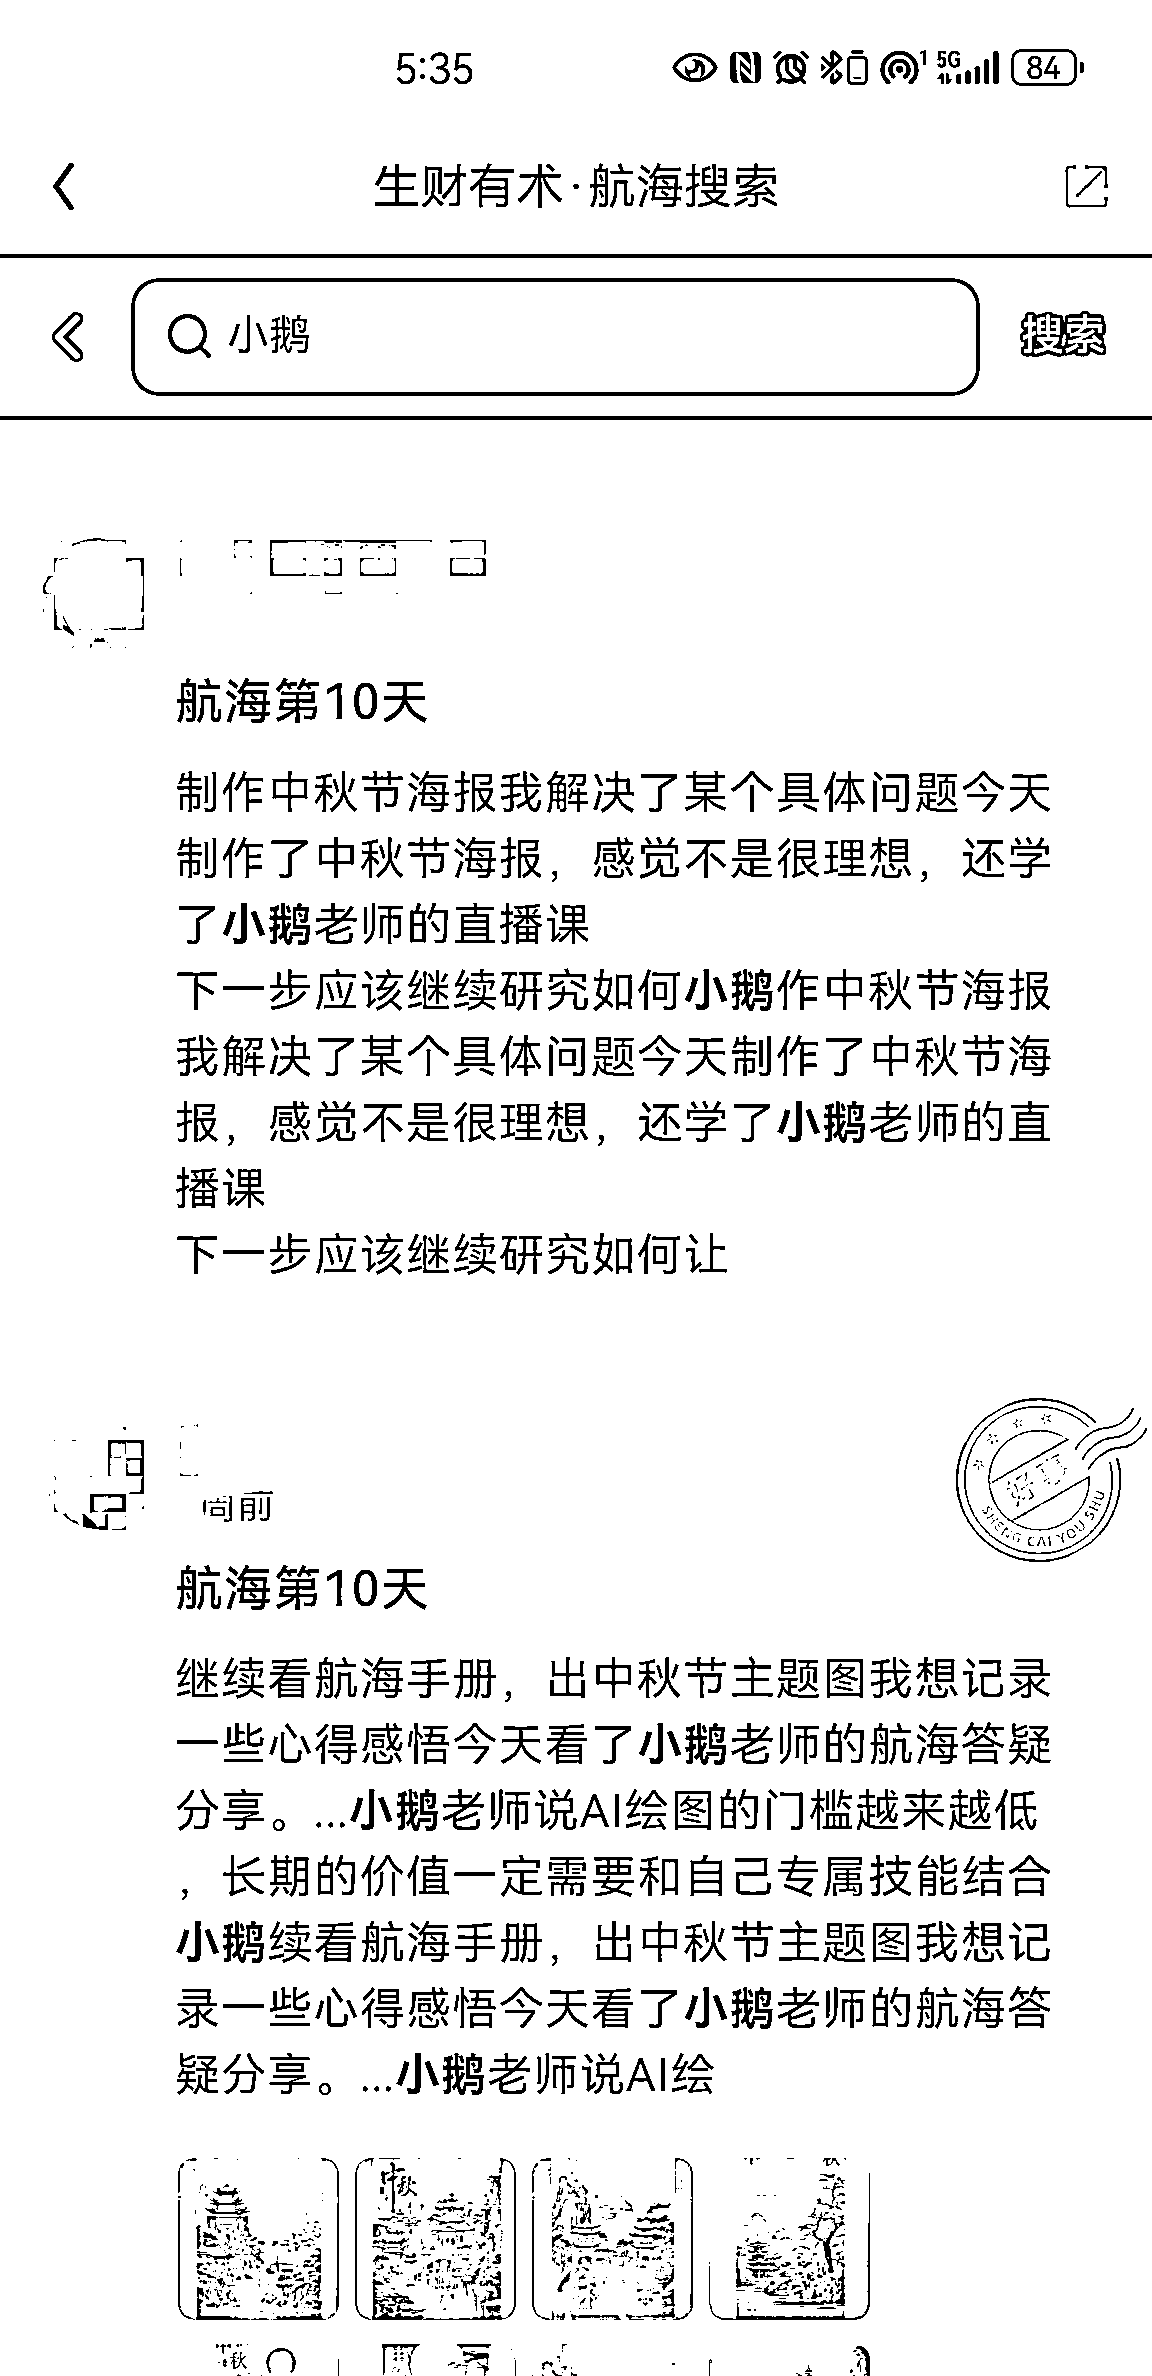 5:35
5G
84
生财有术·航海搜索
小鹅
搜索
航海第10天
制作中秋节海报我解决了某个具体问题今天
制作了中秋节海报，感觉不是很理想，还学
了小鹅老师的直播课
下一步应该继续研究如何小鹅作中秋节海报
我解决了某个具体问题今天制作了中秋节海
报，感觉不是很理想，还学了小鹅老师的直
播课
下一步应该继续研究如何让
周前
好事
SHENG CAI YOU SHU
航海第10天
继续看航海手册，出中秋节主题图我想记录
一些心得感悟今天看了小鹅老师的航海答疑
分享。...小鹅老师说AI绘图的门槛越来越低
，长期的价值一定需要和自己专属技能结合
小鹅续看航海手册，出中秋节主题图我想记
录一些心得感悟今天看了小鹅老师的航海答
疑分享。...小鹅老师说AI绘
中秋